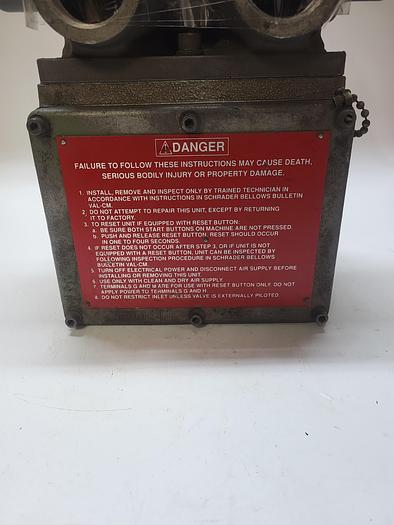 DANGER
FAILURE TO FOLLOW THESE INSTRUCTIONS MAY CAUSE DEATH,
SERIOUS BODILY INJURY OR PROPERTY DAMAGE.
1. INSTALL, REMOVE AND INSPECT ONLY BY TRAINED TECHNICIAN IN
ACCORDANCE WITH INSTRUCTIONS IN SCHRADER BELLOWS BULLETIN
VAL-CM.
2. DO NOT ATTEMPT TO REPAIR THIS UNIT, EXCEPT BY RETURNING
IT TO FACTORY.
3. TO RESET UNIT IF EQUIPPED WITH RESET BUTTON:
a. BE SURE BOTH START BUTTONS ON MACHINE ARE NOT PRESSED.
b. PUSH AND RELEASE RESET BUTTON. RESET SHOULD OCCUR
IN ONE TO FOUR SECONDS.
4. IF RESET DOES NOT OCCUR AFTER STEP 3, OR IF UNIT IS NOT
EQUIPPED WITH A RESET BUTTON, UNIT CAN BE INSPECTED BY
FOLLOWING INSPECTION PROCEDURE IN SCHRADER BELLOWS
BULLETIN VAL-CM.
5. TURN OFF ELECTRICAL POWER AND DISCONNECT AIR SUPPLY BEFORE
INSTALLING OR REMOVING THIS UNIT.
6. USE ONLY WITH CLEAN AND DRY AIR SUPPLY.
7. TERMINALS G AND H ARE FOR USE WITH RESET BUTTON ONLY. DO NOT
APPLY POWER TO TERMINALS G AND H.
8. DO NOT RESTRICT INLET UNLESS VALVE IS EXTERNALLY PILOTED.